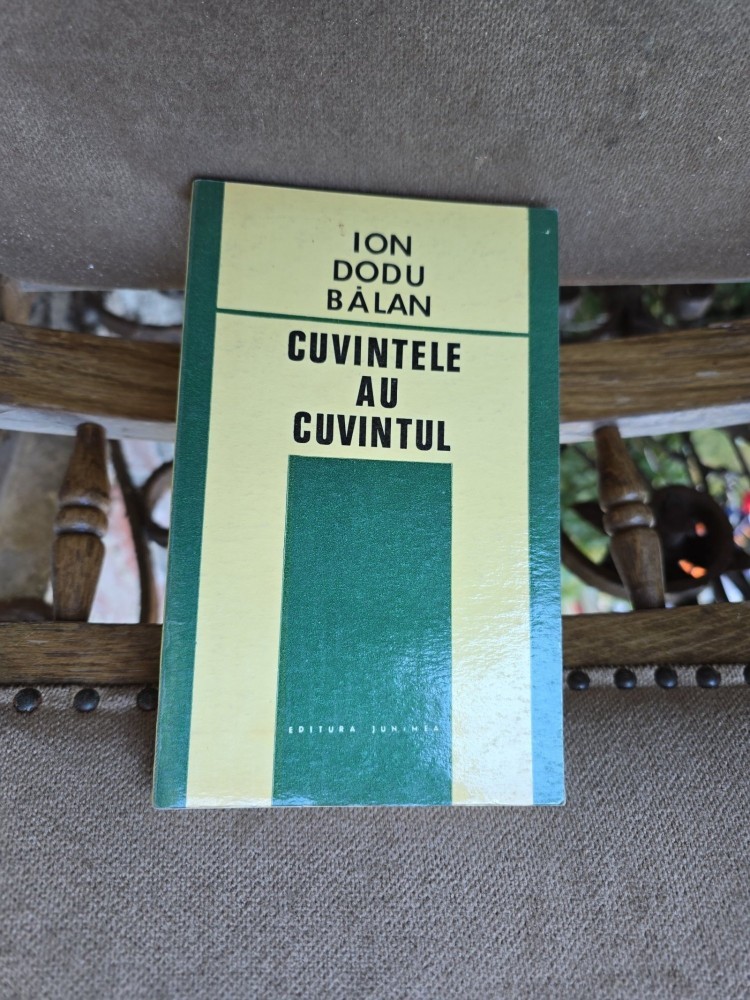 ION
DODU
BĂLAN
CUVINTELE
AU
CUVINTUL
EDITURA JUNIMEA